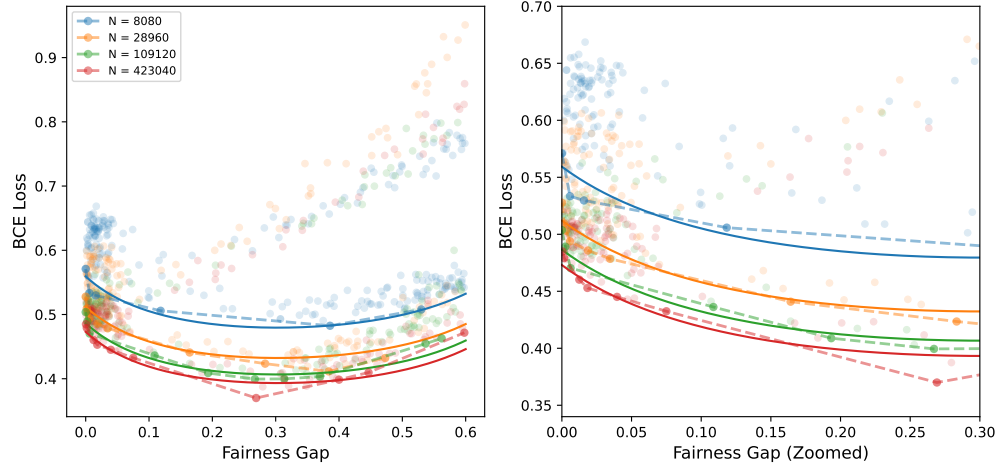 N = 8080
N = 28960
N = 109120
N = 423040
BCE Loss
0.9
0.8
0.7
0.6
0.5
0.4
0.0 0.1 0.2 0.3 0.4 0.5 0.6
Fairness Gap
BCE Loss
0.70
0.65
0.60
0.55
0.50
0.45
0.40
0.35
0.00 0.05 0.10 0.15 0.20 0.25 0.30
Fairness Gap (Zoomed)